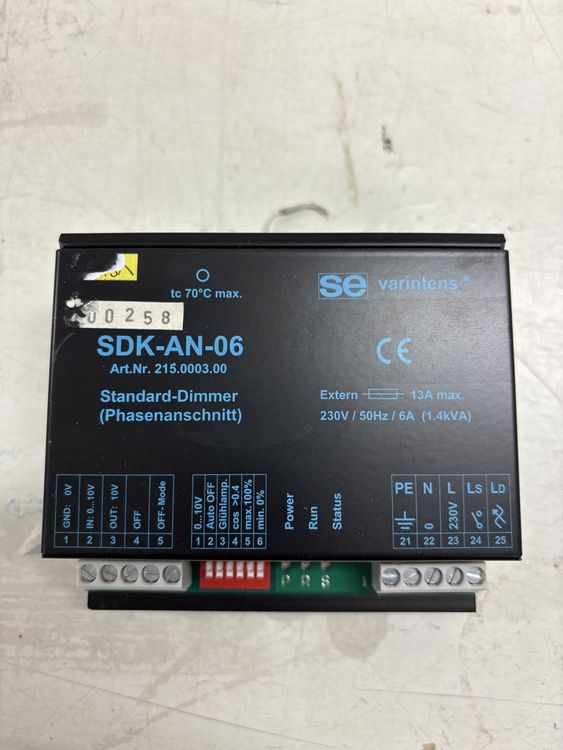 tc 70°C max.
se varintens®
00258
SDK-AN-06
Art.Nr. 215.0003.00
Standard-Dimmer
(Phasenanschnitt)
Extern 13A max.
230V / 50Hz / 6A (1.4kVA)
GND: 0V
IN: 0...10V
OUT: 10V
OFF
OFF- Mode
1 2 3 4 5
0...10V
Auto OFF
Glühlamp.
cos >0.4
max. 100%
min. 0%
1 2 3 4 5 6
Power
Run
Status
PE N L LS LD
0 230V
21 22 23 24 25
P R S